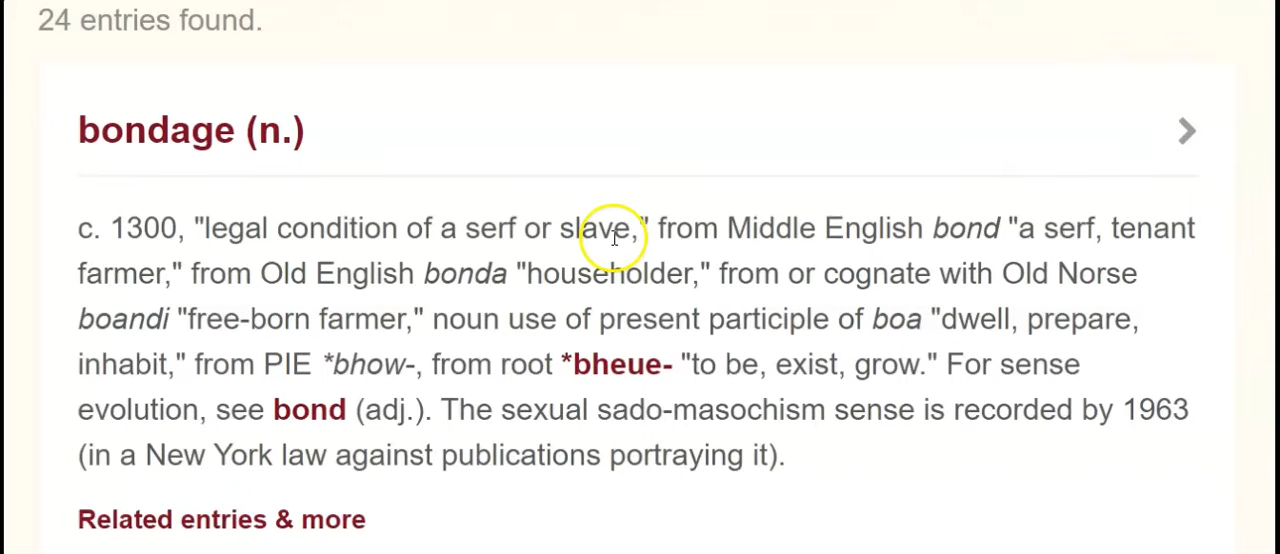 24 entries found.
bondage (n.)
c. 1300, "legal condition of a serf or slave," from Middle English bond "a serf, tenant
farmer," from Old English bonda "householder," from or cognate with Old Norse
boandi "free-born farmer," noun use of present participle of boa "dwell, prepare,
inhabit," from PIE *bhow-, from root *bheue- "to be, exist, grow." For sense
evolution, see bond (adj.). The sexual sado-masochism sense is recorded by 1963
(in a New York law against publications portraying it).
Related entries & more